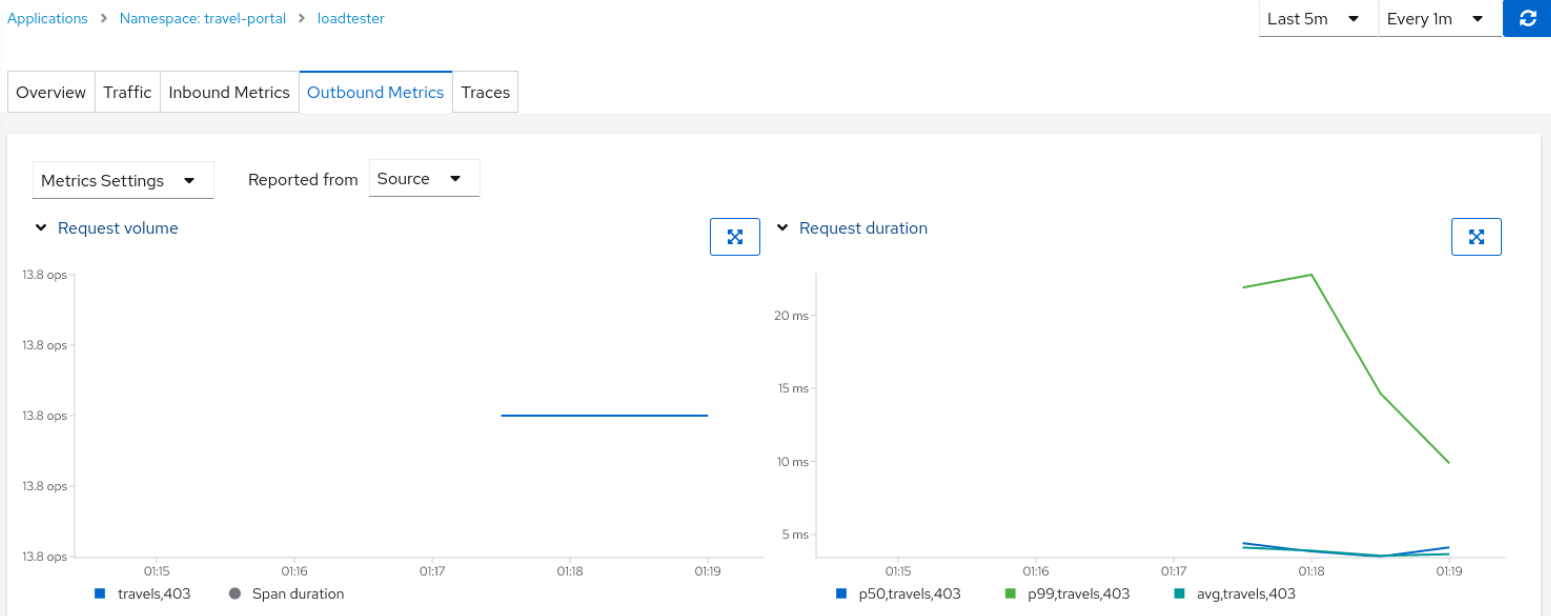 Applications > Namespace: travel-portal > loadtester
Last 5m
Every 1m
Overview
Traffic
Inbound Metrics
Outbound Metrics
Traces
Metrics Settings
Reported from
Source
Request volume
13.8 ops
13.8 ops
13.8 ops
13.8 ops
13.8 ops
01:15 01:16 01:17 01:18 01:19
travels,403 Span duration
Request duration
20 ms
15 ms
10 ms
5 ms
01:15 01:16 01:17 01:18 01:19
p50,travels,403 p99,travels,403 avg,travels,403